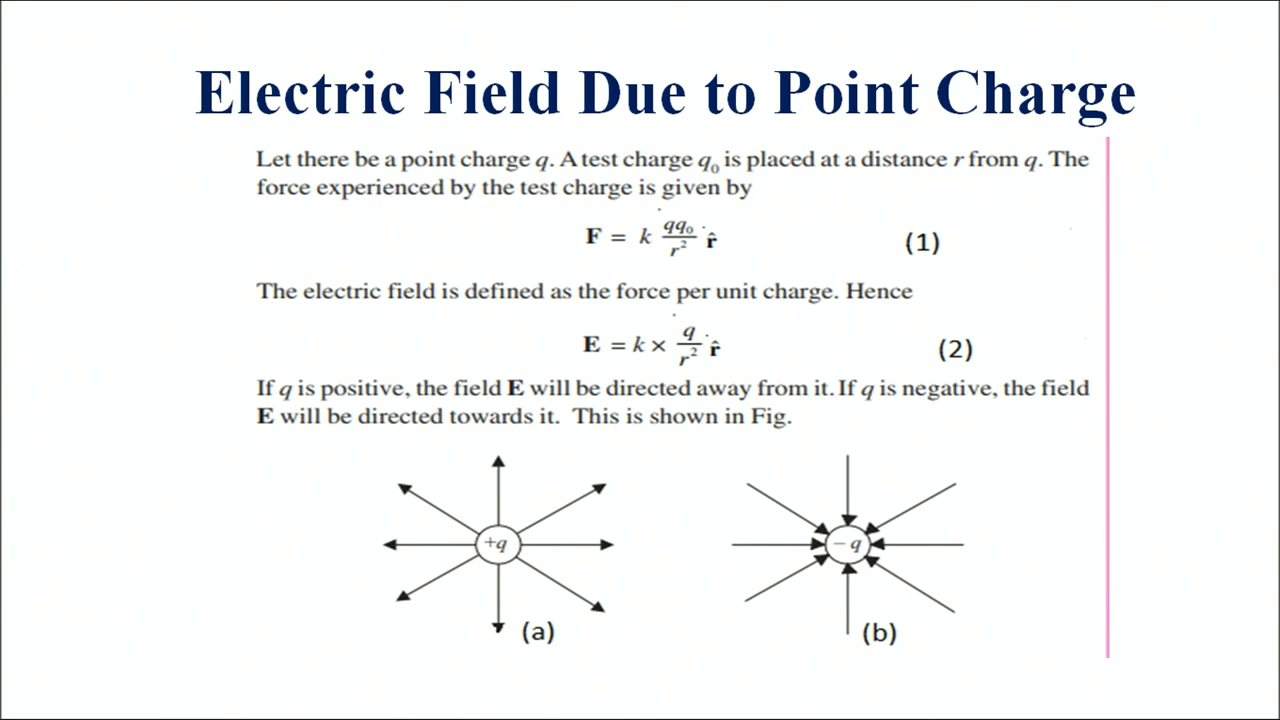 Electric Field Due to Point Charge
Let there be a point charge q. A test charge q₀ is placed at a distance r from q. The
force experienced by the test charge is given by
F = k qq₀/r² r̂ (1)
The electric field is defined as the force per unit charge. Hence
E = k × q/r² r̂ (2)
If q is positive, the field E will be directed away from it. If q is negative, the field
E will be directed towards it. This is shown in Fig.
+q
– q
(a)
(b)